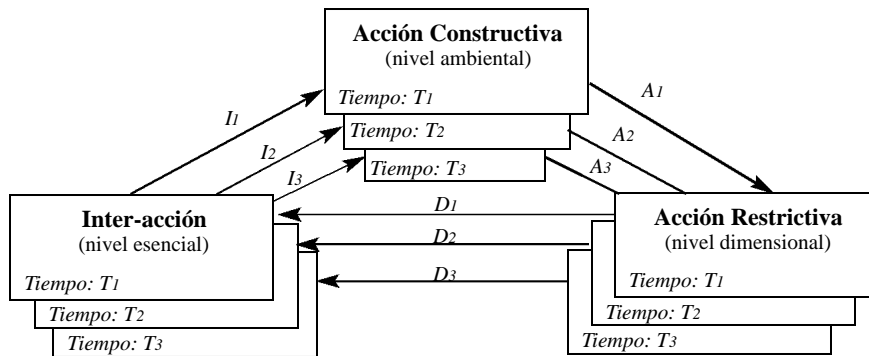 Acción Constructiva
(nivel ambiental)
Tiempo: T1
Tiempo: T2
Tiempo: T3
I1
I2
I3
A1
A2
A3
Inter-acción
(nivel esencial)
Tiempo: T1
Tiempo: T2
Tiempo: T3
D1
D2
D3
Acción Restrictiva
(nivel dimensional)
Tiempo: T1
Tiempo: T2
Tiempo: T3